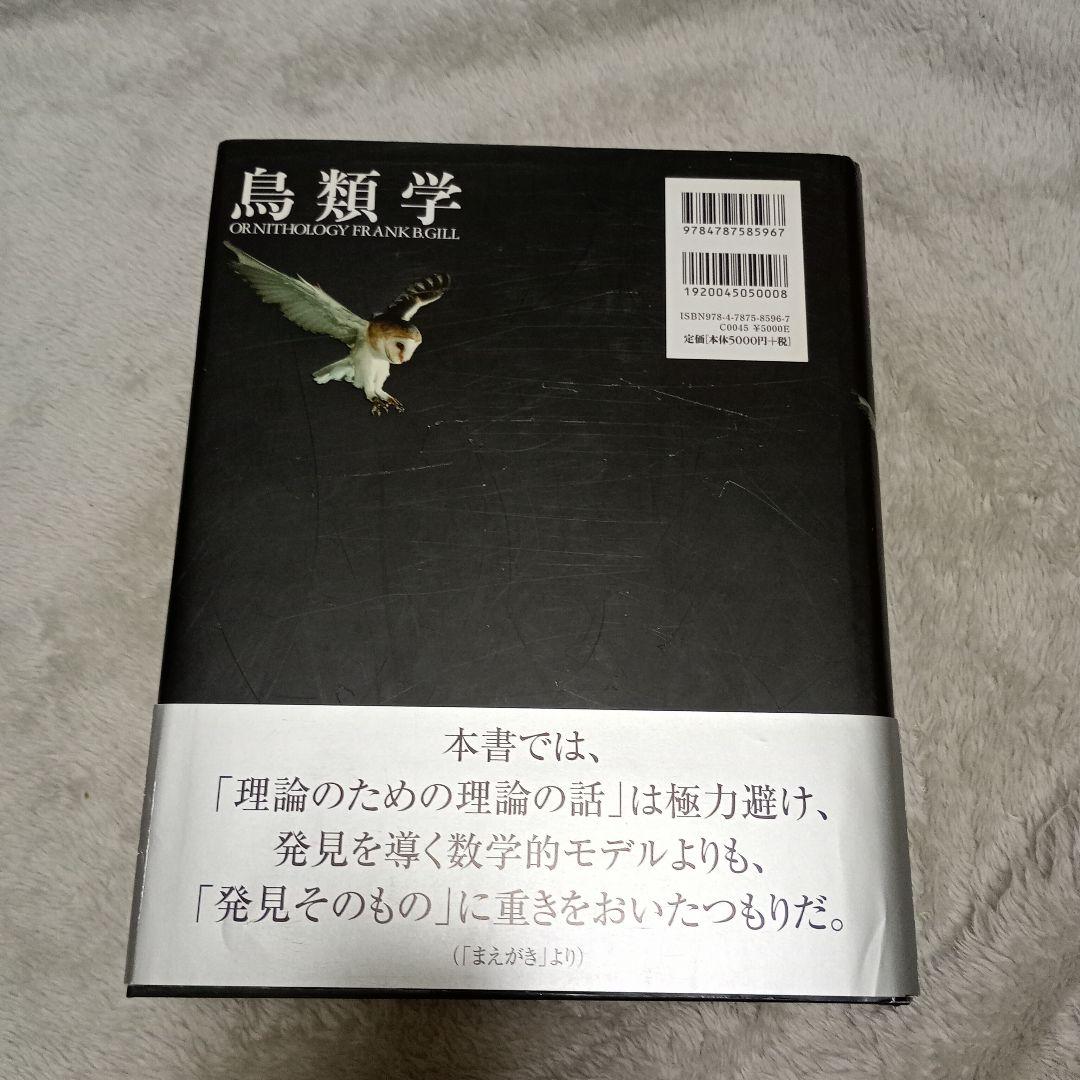 鳥類学
ORNITHOLOGY FRANK B.GILL
9784787585967
1920045050008
ISBN978-4-7875-8596-7
C0045 ¥5000E
定価[本体5000円+税]
本書では、
「理論のための理論の話」は極力避け、
発見を導く数学的モデルよりも、
「発見そのもの」に重きをおいたつもりだ。
(「まえがき」より)